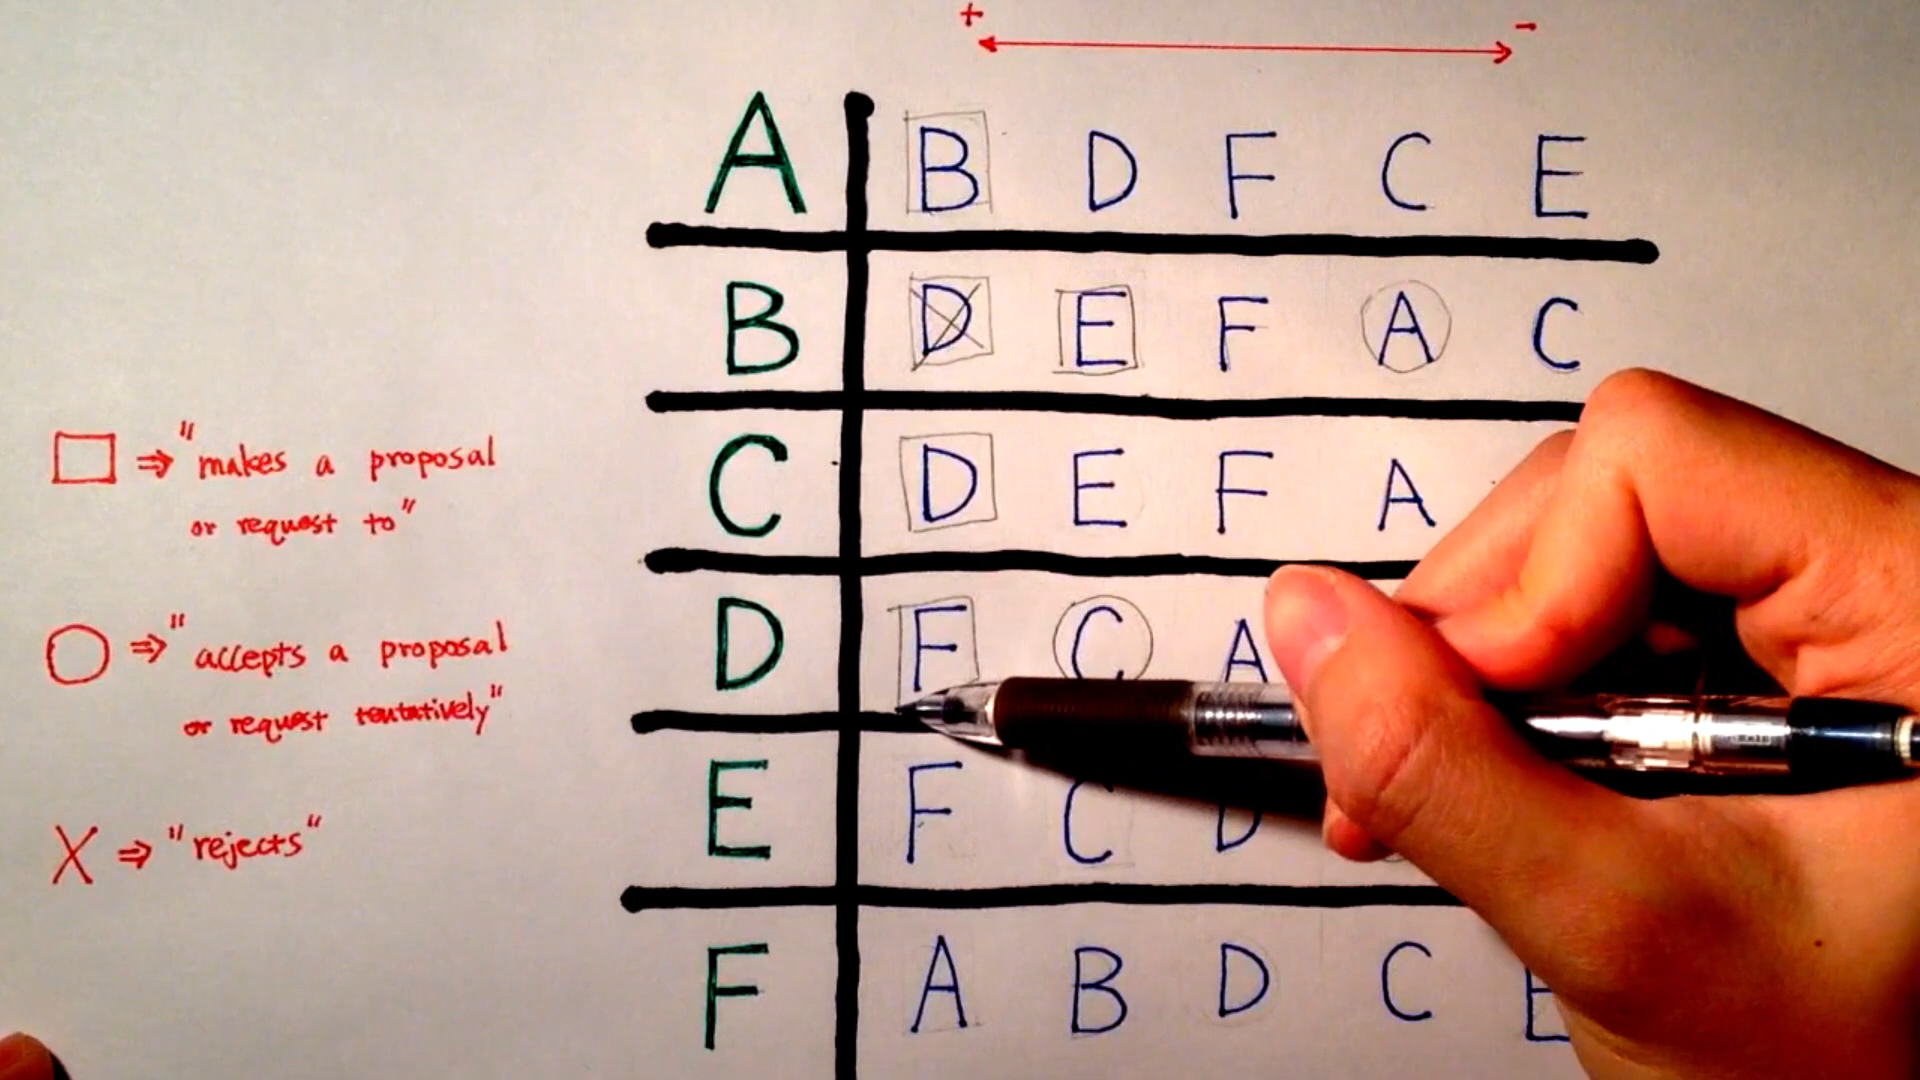 + -
A B D F C E
B D E F A C
C D E F A
D F C A
E F C D
F A B D C E
□ ⇒ "makes a proposal
or request to"
○ ⇒ "accepts a proposal
or request tentatively"
X ⇒ "rejects"